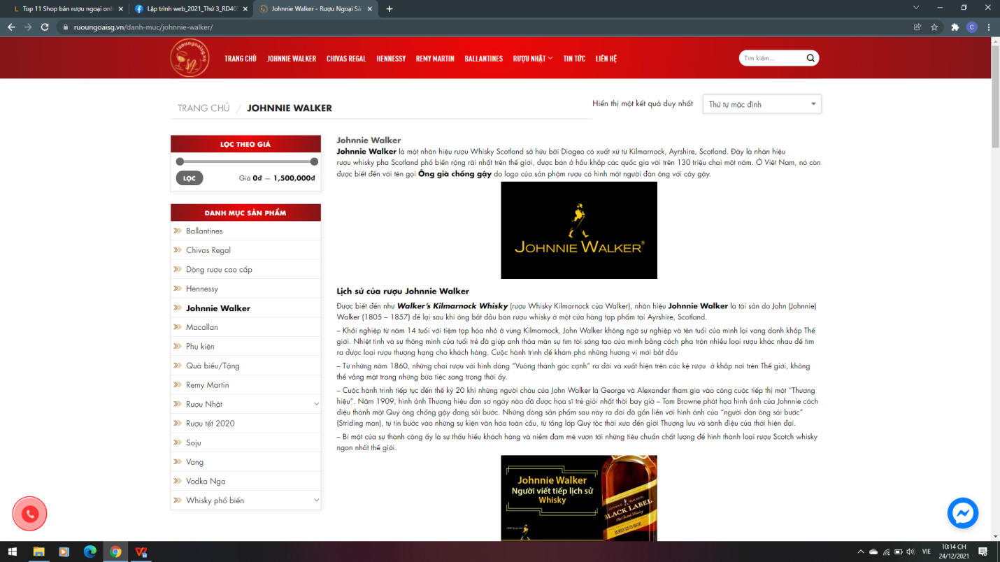 Top 11 Shop bán rượu ngoại onli
Lập trình web_2021_Thứ 3_RD405
Johnnie Walker - Rượu Ngoại Sài
ruoungoaisg.vn/danh-muc/johnnie-walker/
ruoungoaisg.vn
TRANG CHỦ JOHNNIE WALKER CHIVAS REGAL HENNESSY REMY MARTIN BALLANTINES RƯỢU NHẬT TIN TỨC LIÊN HỆ
Tìm kiếm...
TRANG CHỦ / JOHNNIE WALKER
Hiển thị một kết quả duy nhất
Thứ tự mặc định
LỌC THEO GIÁ
LỌC
Giá 0₫ — 1,500,000₫
DANH MỤC SẢN PHẨM
Ballantines
Chivas Regal
Dòng rượu cao cấp
Hennessy
Johnnie Walker
Macallan
Phụ kiện
Quà biếu/Tặng
Remy Martin
Rượu Nhật
Rượu tết 2020
Soju
Vang
Vodka Nga
Whisky phổ biến
Johnnie Walker
Johnnie Walker là một nhãn hiệu rượu Whisky Scotland sở hữu bởi Diageo có xuất xứ từ Kilmarnock, Ayrshire, Scotland. Đây là nhãn hiệu
rượu whisky pha Scotland phổ biến rộng rãi nhất trên thế giới, được bán ở hầu khắp các quốc gia với trên 130 triệu chai một năm. Ở Việt Nam, nó còn
được biết đến với tên gọi Ông già chống gậy do logo của sản phậm rượu có hình một người đàn ông với cây gậy.
JOHNNIE WALKER®
Lịch sử của rượu Johnnie Walker
Được biết đến như Walker's Kilmarnock Whisky (rượu Whisky Kilmarnock của Walker), nhãn hiệu Johnnie Walker là tài sản do John (Johnnie)
Walker (1805 – 1857) để lại sau khi ông bắt đầu bán rượu whisky ở một cửa hàng tạp phẩm tại Ayrshire, Scotland.
– Khởi nghiệp từ năm 14 tuổi với tiệm tạp hóa nhỏ ở vùng Kilmarnock, John Walker không ngờ sự nghiệp và tên tuổi của mình lại vang danh khắp Thế
giới. Nhiệt tình và sự thông minh của tuổi trẻ đã giúp anh thỏa mãn sự tìm tòi sáng tạo của mình bằng cách pha trộn nhiều loại rượu khác nhau để tìm
ra được loại rượu thượng hạng cho khách hàng. Cuộc hành trình để khám phá những hương vị mới bắt đầu
– Từ những năm 1860, những chai rượu với hình dáng “Vuông thành góc cạnh” ra đời và xuất hiện trên các kệ rượu ở khắp nơi trên Thế giới, không
thể vắng mặt trong những bữa tiệc sang trọng thời ấy.
– Cuộc hành trình tiếp tục đến thế kỷ 20 khi những người cháu của John Walker là George và Alexander tham gia vào công cuộc tiếp thị một “Thương
hiệu”. Năm 1909, hình ảnh Thương hiệu đơn sơ ngày nào đã được họa sĩ trẻ giỏi nhất thời bay giờ – Tom Browne phát họa hình ảnh của Johnnie cách
điệu thành một Quý ông chống gậy đang sải bước. Những dòng sản phẩm sau này ra đời đã gắn liền với hình ảnh của “người đàn ông sải bước”
(Striding man), tự tin bước vào những sự kiện văn hóa toàn cầu, từ tầng lớp Quý tộc thời xưa đến giới Thượng lưu và sành điệu của thời hiện đại.
– Bí mật của sự thành công ấy là sự thấu hiểu khách hàng và niềm đam mê vươn tới những tiêu chuẩn chất lượng để hình thành loại rượu Scotch whisky
ngon nhất thế giới.
Johnnie Walker
Người viết tiếp lịch sử
Whisky
JOHNNIE WALKER
BLACK LABEL
BLENDED SCOTCH WHISKY
VIE
10:14 CH
24/12/2021